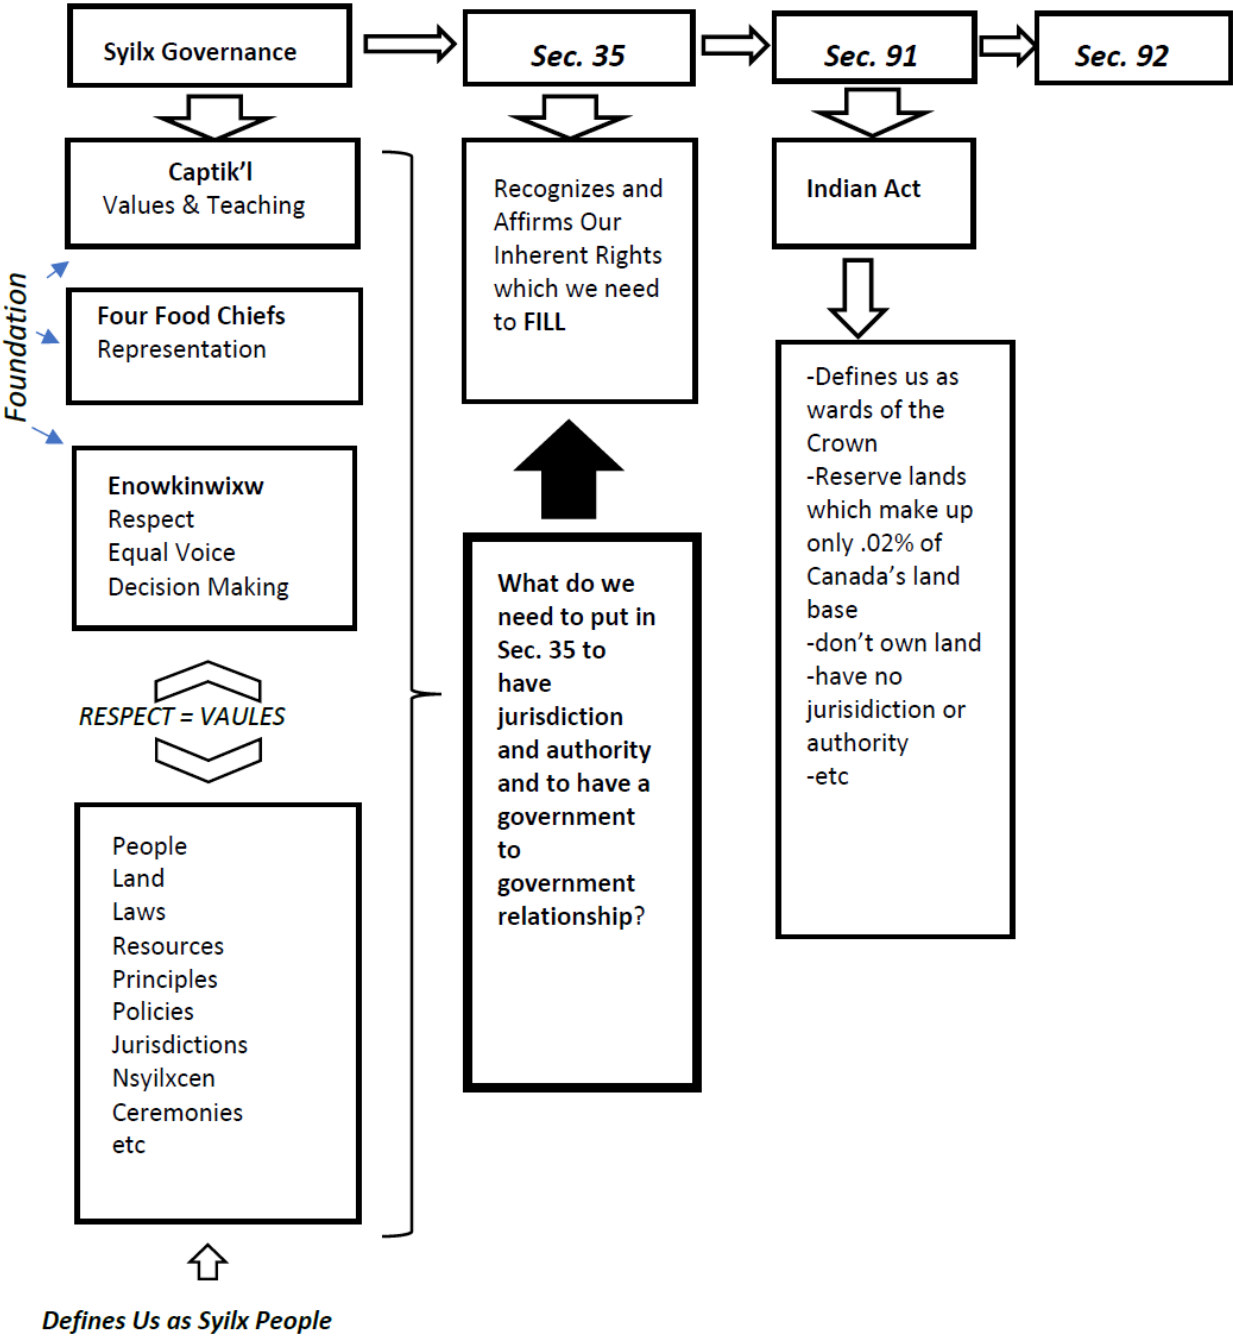 Syilx Governance
Sec. 35
Sec. 91
Sec. 92
Captik'l
Values & Teaching
Foundation
Four Food Chiefs
Representation
Enowkinwixw
Respect
Equal Voice
Decision Making
RESPECT = VAULES
People
Land
Laws
Resources
Principles
Policies
Jurisdictions
Nsyilxcen
Ceremonies
etc
Defines Us as Syilx People
Recognizes and
Affirms Our
Inherent Rights
which we need
to FILL
What do we
need to put in
Sec. 35 to
have
jurisdiction
and authority
and to have a
government
to
government
relationship?
Indian Act
-Defines us as
wards of the
Crown
-Reserve lands
which make up
only .02% of
Canada's land
base
-don't own land
-have no
jurisidiction or
authority
-etc